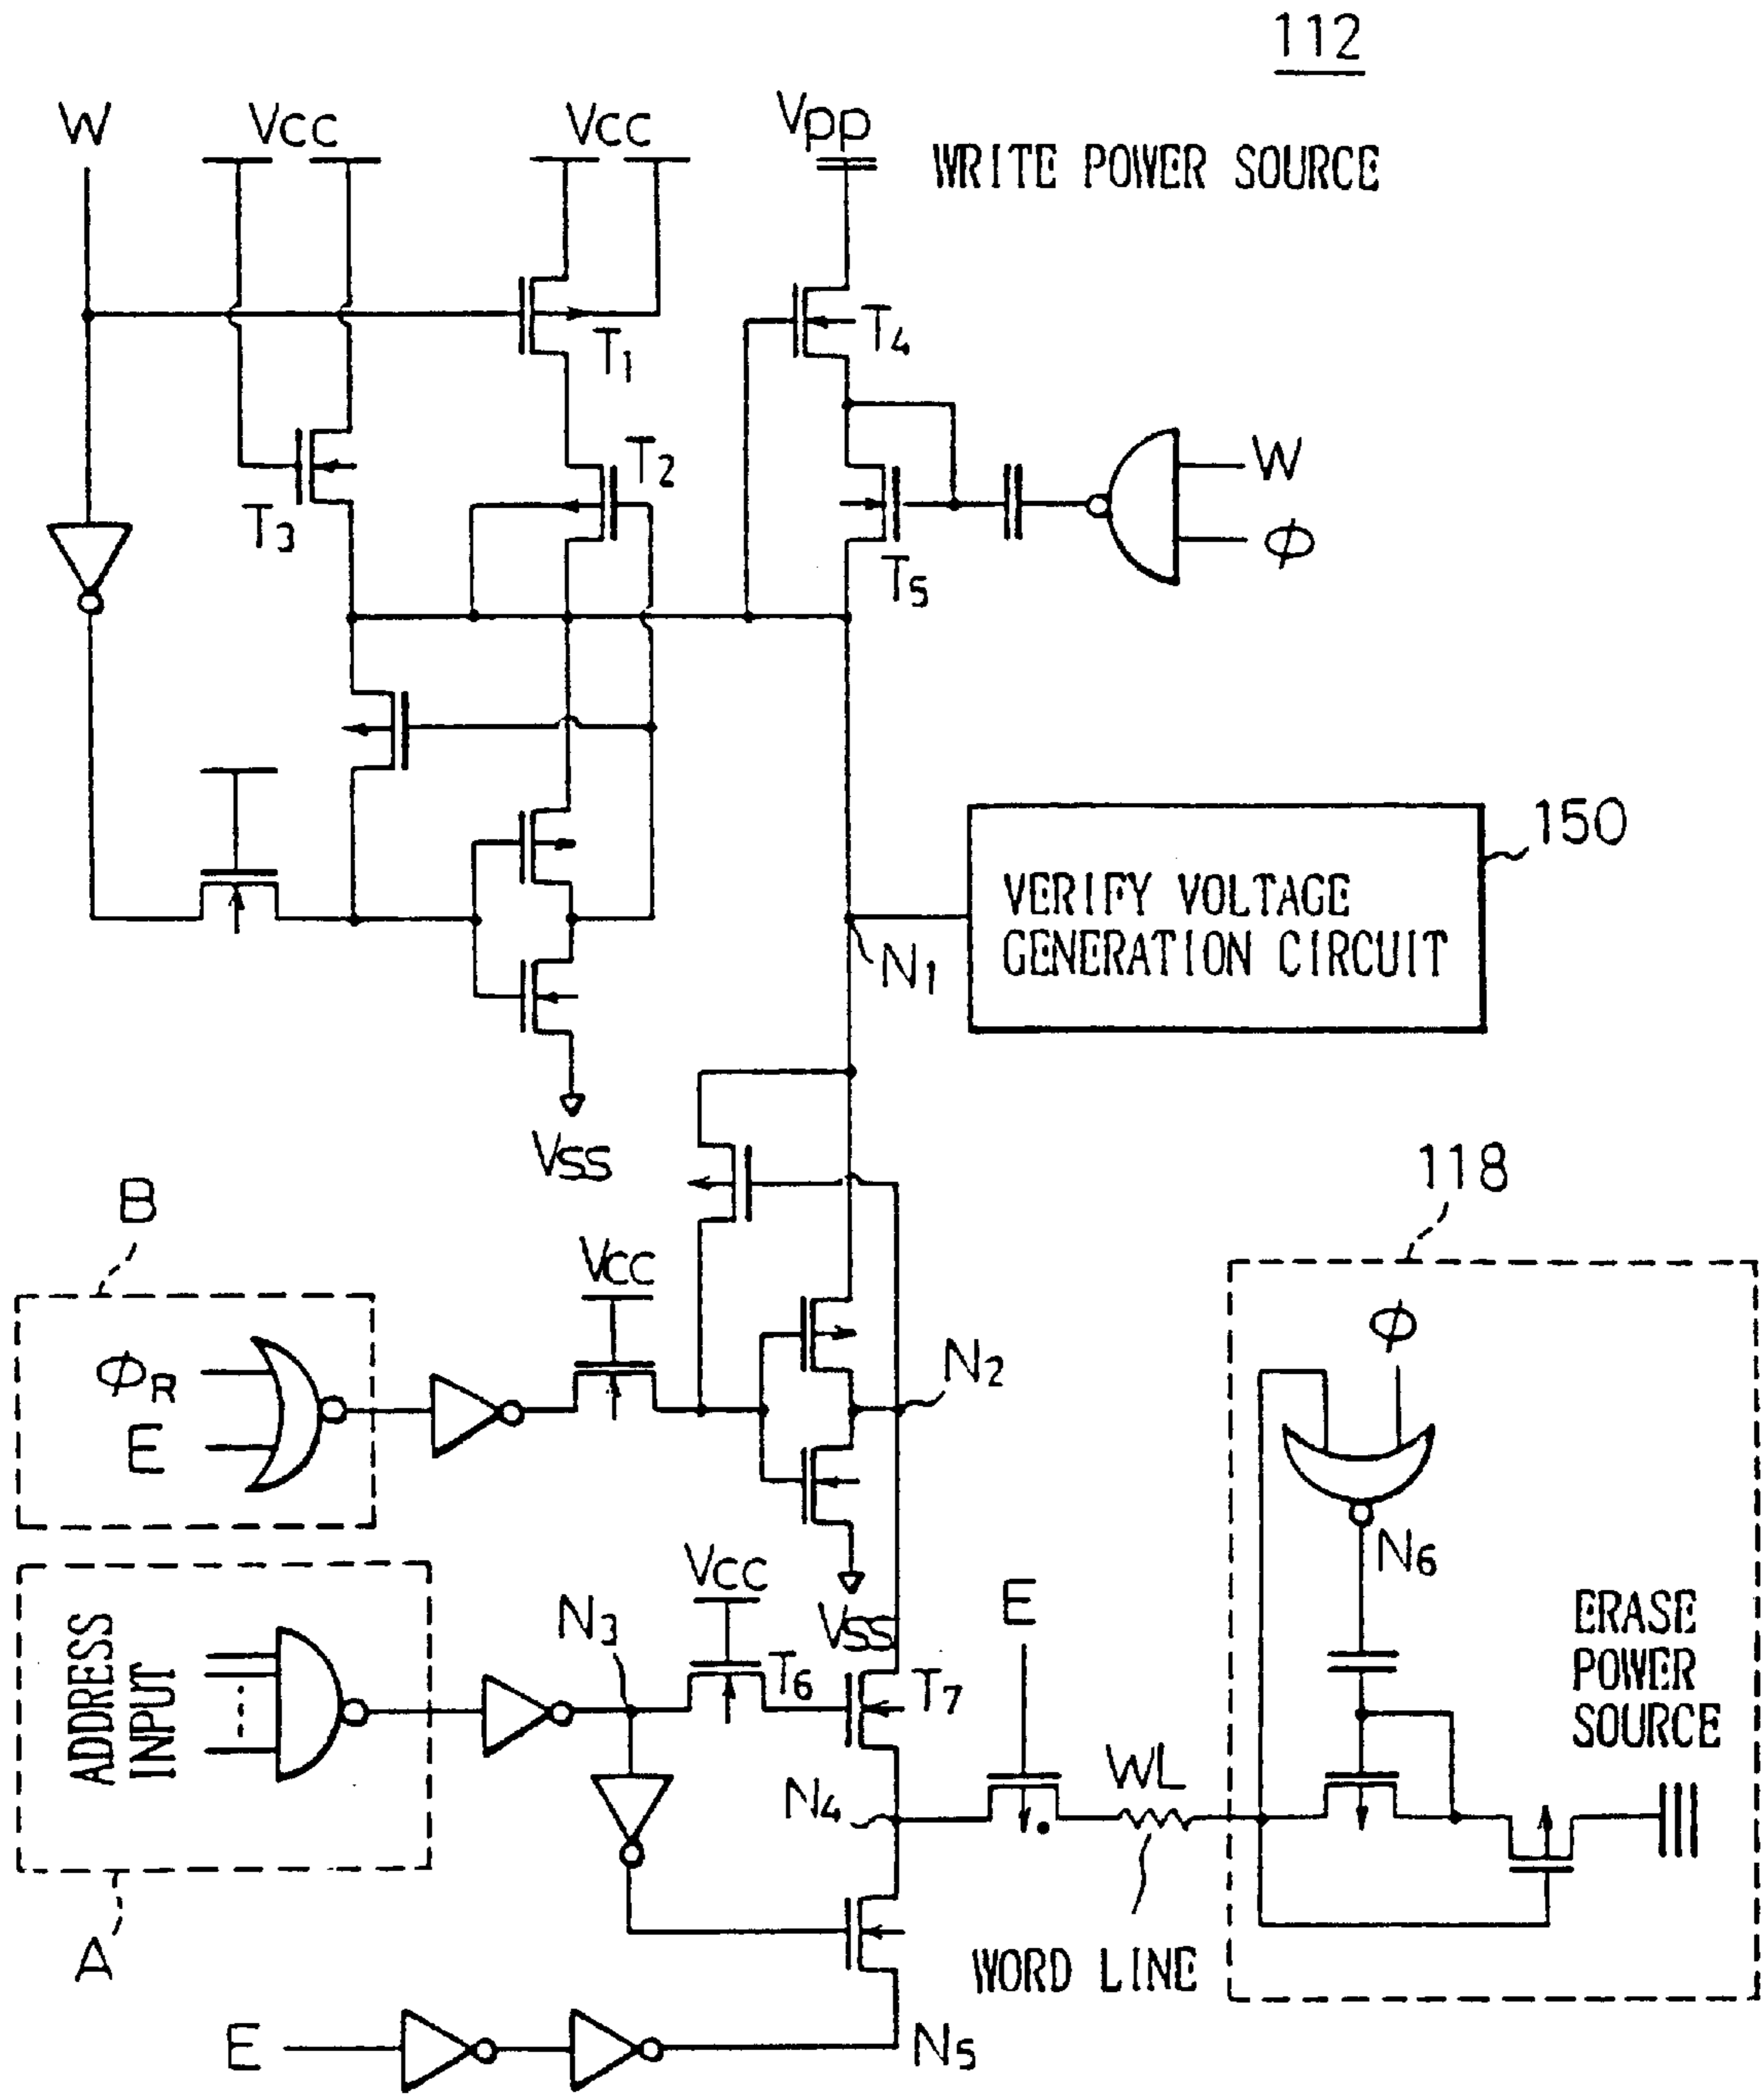 112
W
Vcc
Vcc
Vpp
WRITE POWER SOURCE
T1
T4
T2
T3
T5
W
φ
150
VERIFY VOLTAGE
GENERATION CIRCUIT
N1
Vss
118
B
Vcc
φ
φR
E
N2
N6
Vcc
Vss
E
N3
ADDRESS
INPUT
T6
T7
ERASE
POWER
SOURCE
N4
WL
A
WORD LINE
E
N5